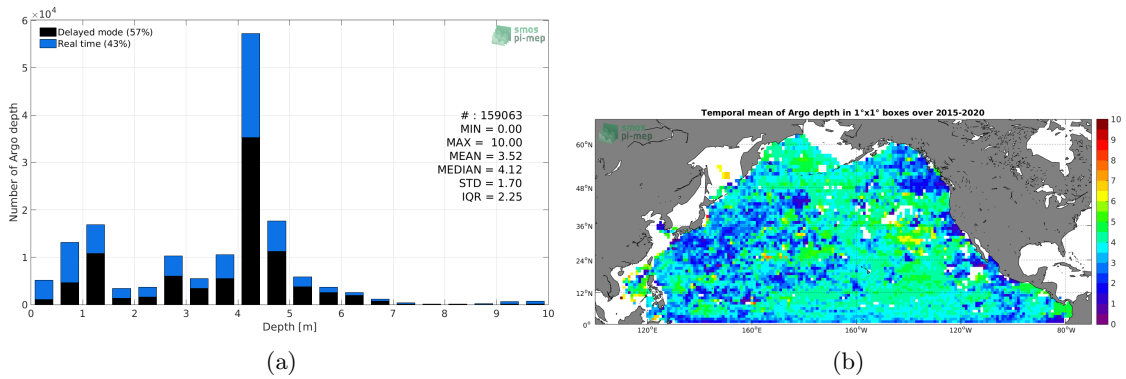 6 ×10⁴
Delayed mode (57%)
Real time (43%)
smos
pi-mep
5
4
3
2
1
0
Number of Argo depth
# : 159063
MIN = 0.00
MAX = 10.00
MEAN = 3.52
MEDIAN = 4.12
STD = 1.70
IQR = 2.25
0 1 2 3 4 5 6 7 8 9 10
Depth [m]
(a)
Temporal mean of Argo depth in 1°x1° boxes over 2015-2020
smos
pi-mep
60°N
48°N
36°N
24°N
12°N
0°
120°E 160°E 160°W 120°W 80°W
10
9
8
7
6
5
4
3
2
1
0
(b)